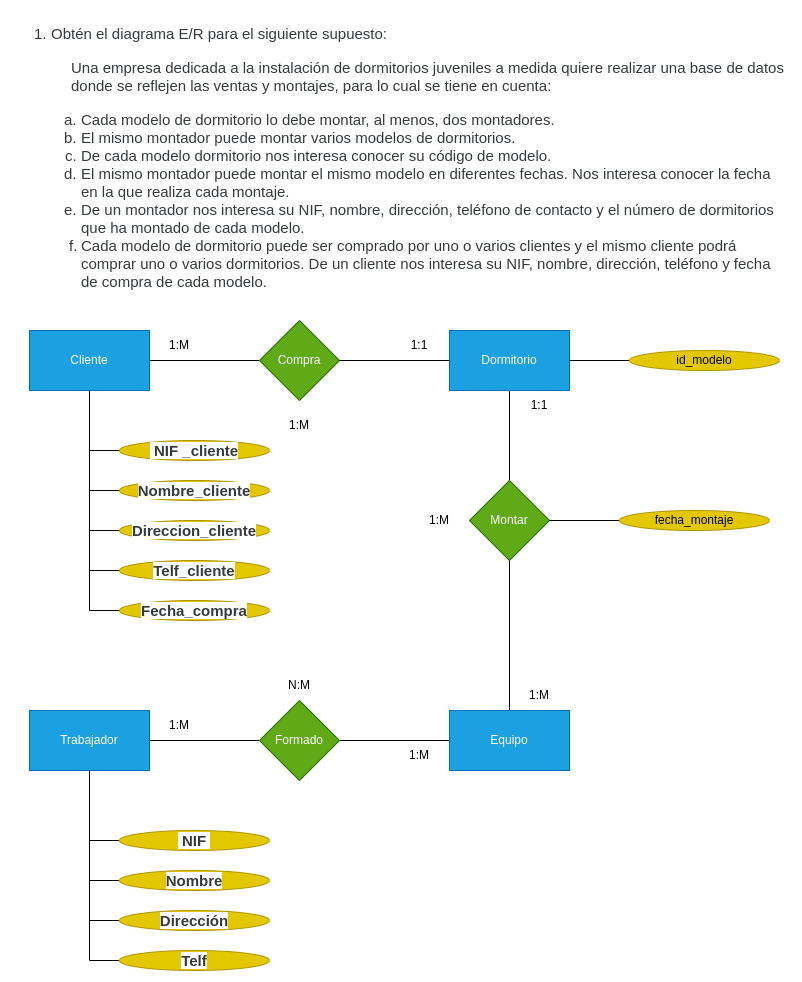 1. Obtén el diagrama E/R para el siguiente supuesto:
Una empresa dedicada a la instalación de dormitorios juveniles a medida quiere realizar una base de datos
donde se reflejen las ventas y montajes, para lo cual se tiene en cuenta:
a. Cada modelo de dormitorio lo debe montar, al menos, dos montadores.
b. El mismo montador puede montar varios modelos de dormitorios.
c. De cada modelo dormitorio nos interesa conocer su código de modelo.
d. El mismo montador puede montar el mismo modelo en diferentes fechas. Nos interesa conocer la fecha
en la que realiza cada montaje.
e. De un montador nos interesa su NIF, nombre, dirección, teléfono de contacto y el número de dormitorios
que ha montado de cada modelo.
f. Cada modelo de dormitorio puede ser comprado por uno o varios clientes y el mismo cliente podrá
comprar uno o varios dormitorios. De un cliente nos interesa su NIF, nombre, dirección, teléfono y fecha
de compra de cada modelo.
Cliente
1:M
Compra
1:1
Dormitorio
id_modelo
1:1
1:M
NIF _cliente
Nombre_cliente
Direccion_cliente
Telf_cliente
Fecha_compra
1:M
Montar
fecha_montaje
1:M
N:M
Trabajador
1:M
Formado
1:M
Equipo
NIF
Nombre
Dirección
Telf